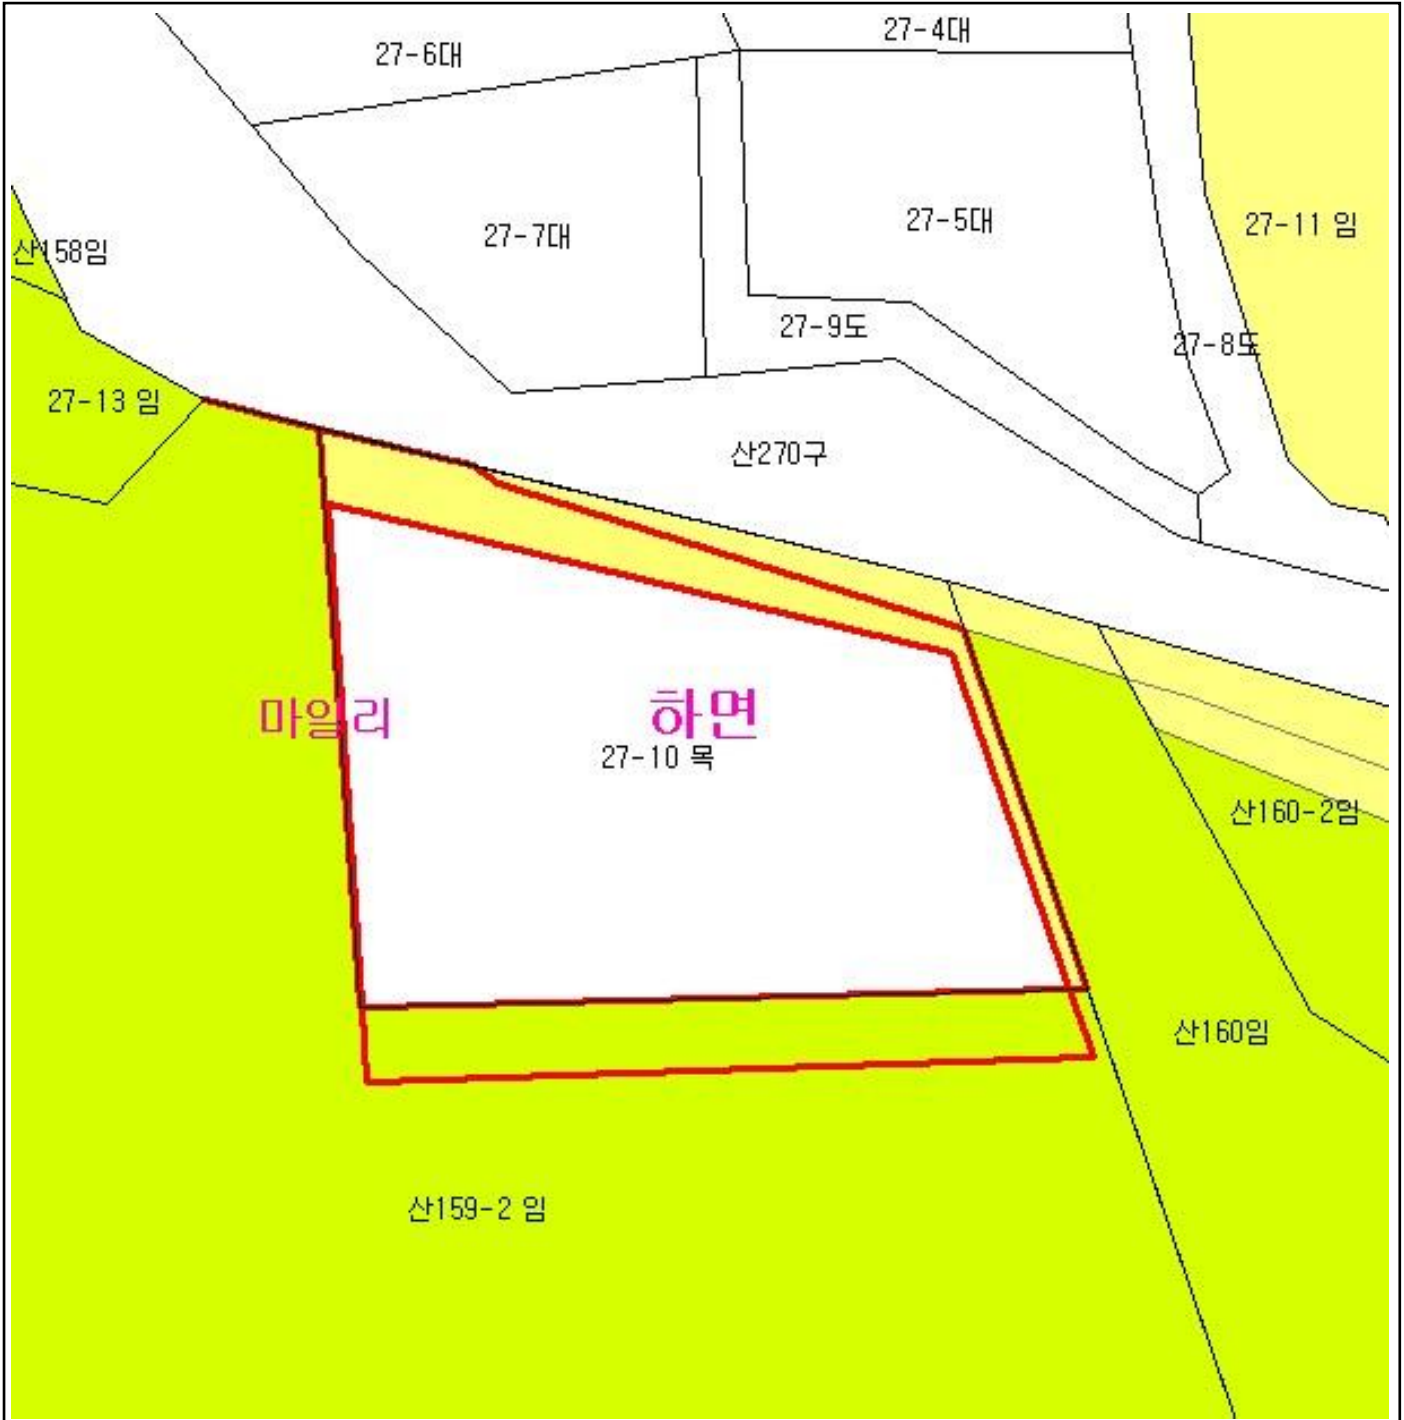 27-4대
27-6대
27-5대
27-11 임
27-7대
산158임
27-9도
27-8도
27-13 임
산270구
마일리
하면
27-10 목
산160-2임
산160임
산159-2 임